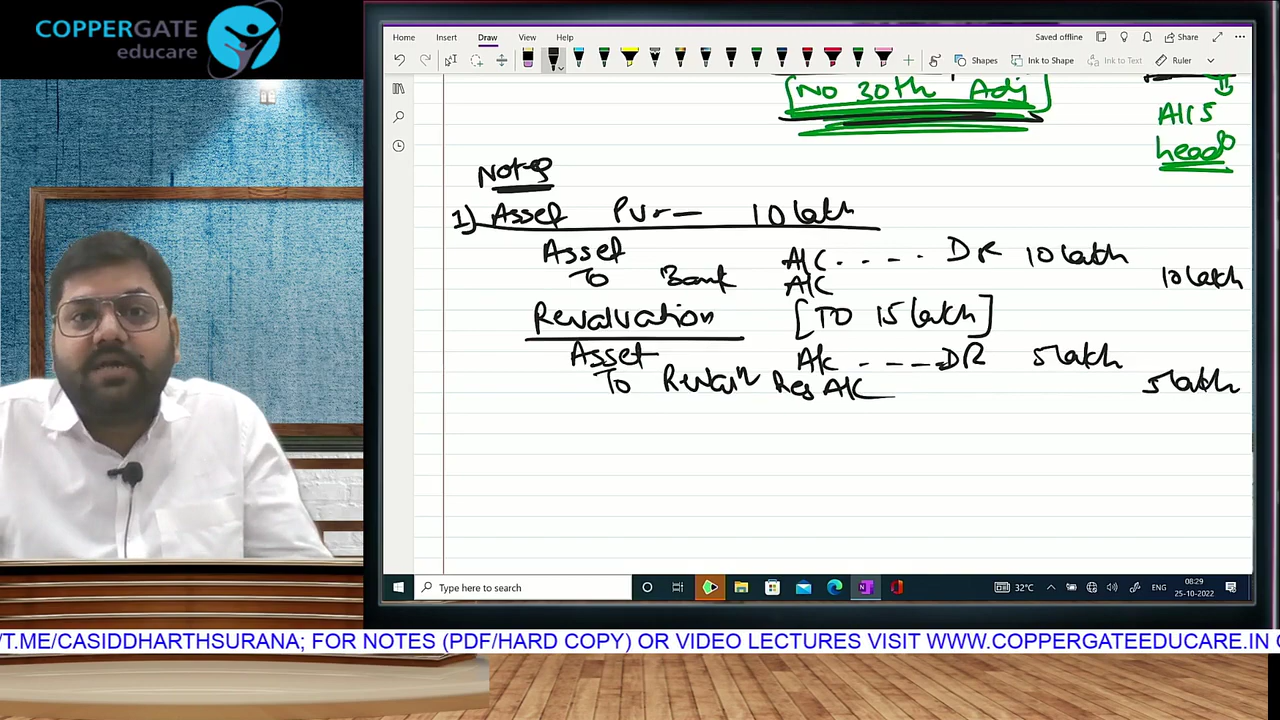 COPPERGATE
educare
Home Insert Draw View Help
Saved offline
Share
Shapes
Ink to Shape
Ink to Text
Math
Ruler
[No 30th Adj]
A/c's
head
Notes
1) Asset Pur— 10 lakh
Asset A/C . . . . DR 10 lakh
To Bank A/C 10 lakh
Revaluation [TO 15 lakh]
Asset A/c - - - - DR 5 lakh
To Reval'n Res A/C 5 lakh
Type here to search
32°C
ENG
08:29
25-10-2022
/T.ME/CASIDDHARTHSURANA; FOR NOTES (PDF/HARD COPY) OR VIDEO LECTURES VISIT WWW.COPPERGATEEDUCARE.IN